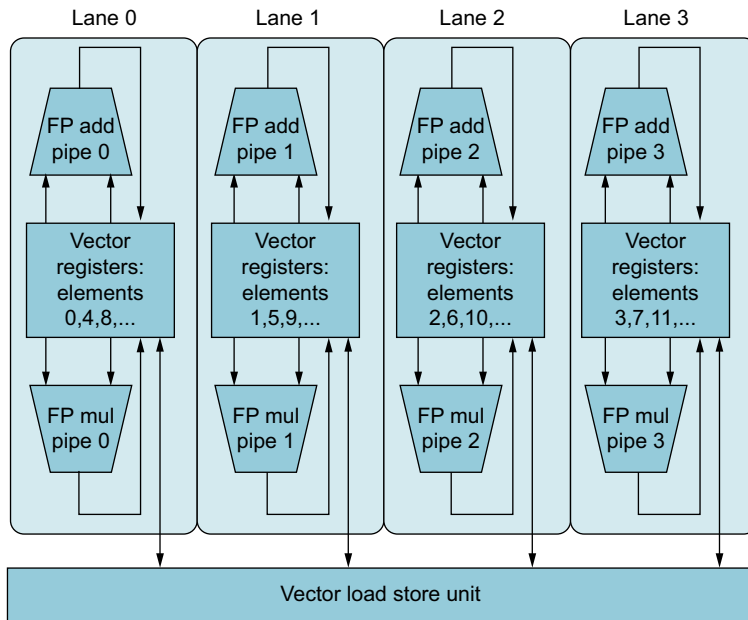 Lane 0
Lane 1
Lane 2
Lane 3
FP add
pipe 0
FP add
pipe 1
FP add
pipe 2
FP add
pipe 3
Vector
registers:
elements
0,4,8,...
Vector
registers:
elements
1,5,9,...
Vector
registers:
elements
2,6,10,...
Vector
registers:
elements
3,7,11,...
FP mul
pipe 0
FP mul
pipe 1
FP mul
pipe 2
FP mul
pipe 3
Vector load store unit